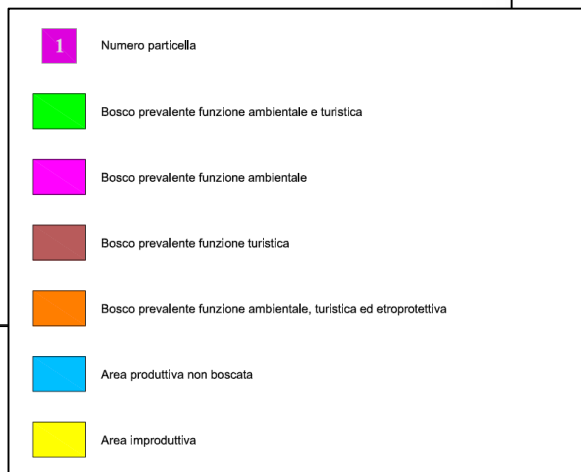 1
Numero particella
Bosco prevalente funzione ambientale e turistica
Bosco prevalente funzione ambientale
Bosco prevalente funzione turistica
Bosco prevalente funzione ambientale, turistica ed etroprotettiva
Area produttiva non boscata
Area improduttiva